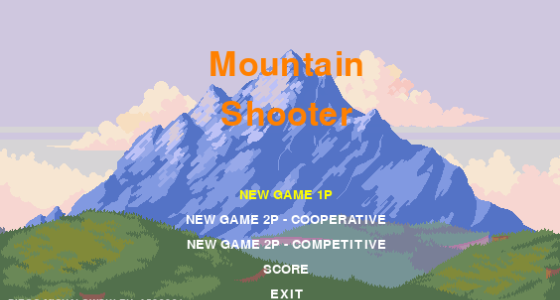 Mountain
Shooter
NEW GAME 1P
NEW GAME 2P - COOPERATIVE
NEW GAME 2P - COMPETITIVE
SCORE
EXIT